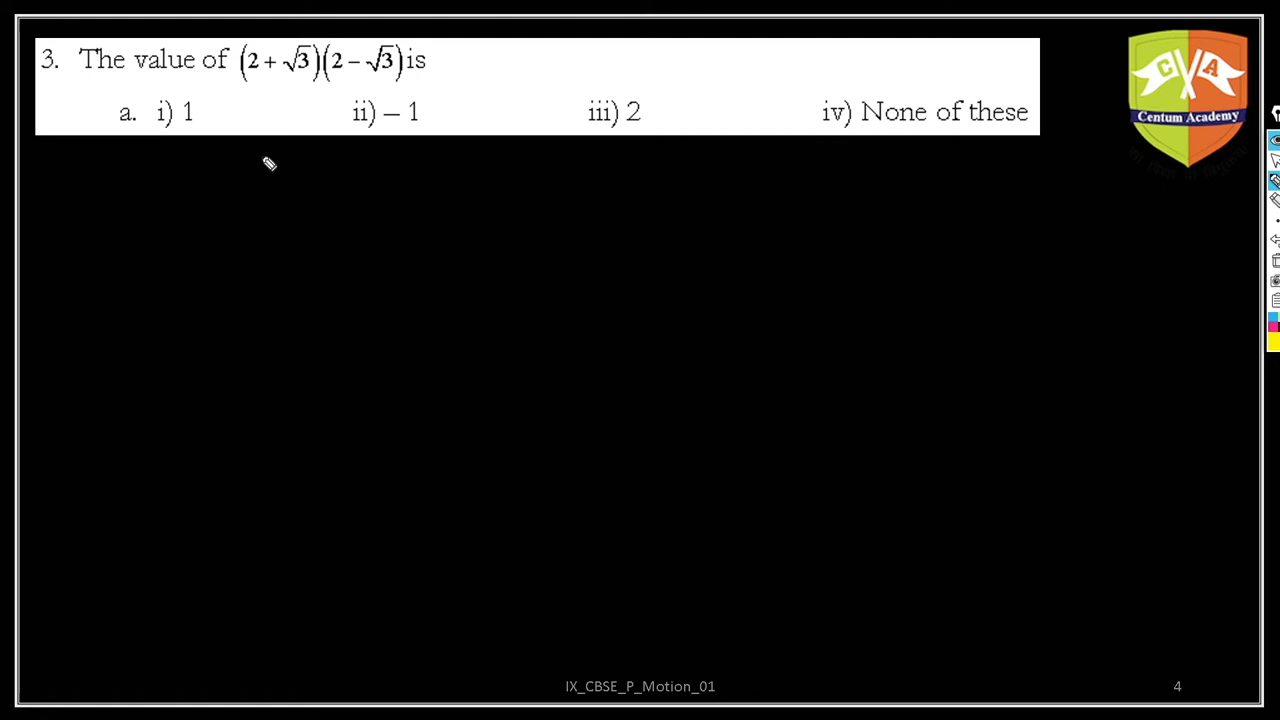 3. The value of (2 + √3)(2 − √3) is
a. i) 1 ii) – 1 iii) 2 iv) None of these
C A
Centum Academy
IX_CBSE_P_Motion_01 4